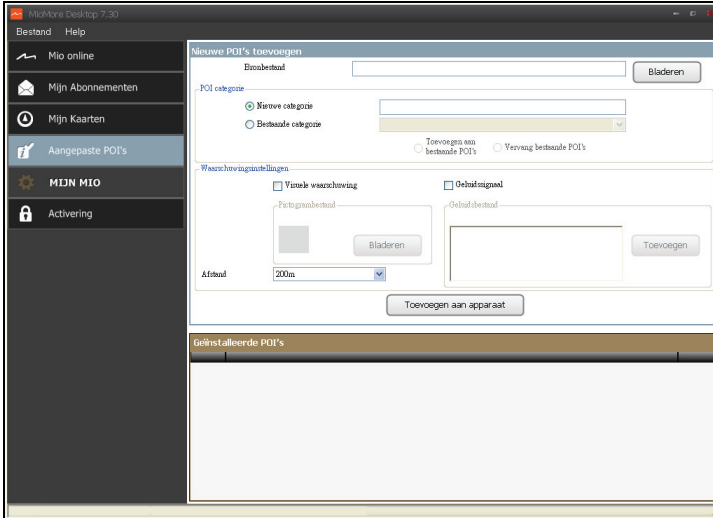 MioMore Desktop 7.30
Bestand Help
Mio online
Mijn Abonnementen
Mijn Kaarten
Aangepaste POI's
MIJN MIO
Activering
Nieuwe POI's toevoegen
Bronbestand
Bladeren
POI categorie
Nieuwe categorie
Bestaande categorie
Toevoegen aan
bestaande POI's
Vervang bestaande POI's
Waarschuwingsinstellingen
Visuele waarschuwing
Geluidssignaal
Pictogrambestand
Geluidsbestand
Bladeren
Toevoegen
Afstand
200m
Toevoegen aan apparaat
Geïnstalleerde POI's